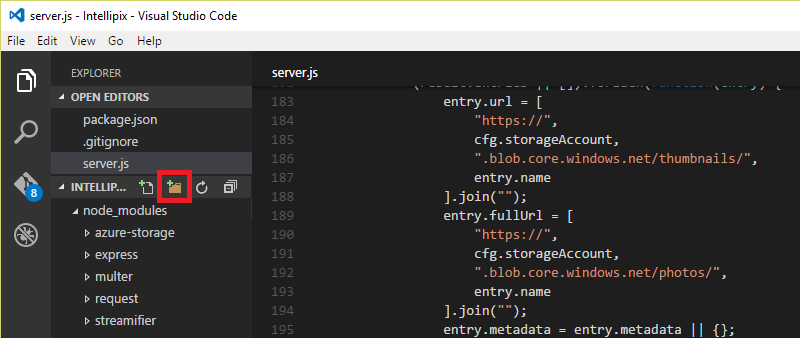 server.js - Intellipix - Visual Studio Code
File Edit View Go Help
EXPLORER
OPEN EDITORS
package.json
.gitignore
server.js
INTELLIP...
node_modules
azure-storage
express
multer
request
streamifier
8
server.js
183 entry.url = [
184 "https://",
185 cfg.storageAccount,
186 ".blob.core.windows.net/thumbnails/",
187 entry.name
188 ].join("");
189 entry.fullUrl = [
190 "https://",
191 cfg.storageAccount,
192 ".blob.core.windows.net/photos/",
193 entry.name
194 ].join("");
195 entry.metadata = entry.metadata || {};